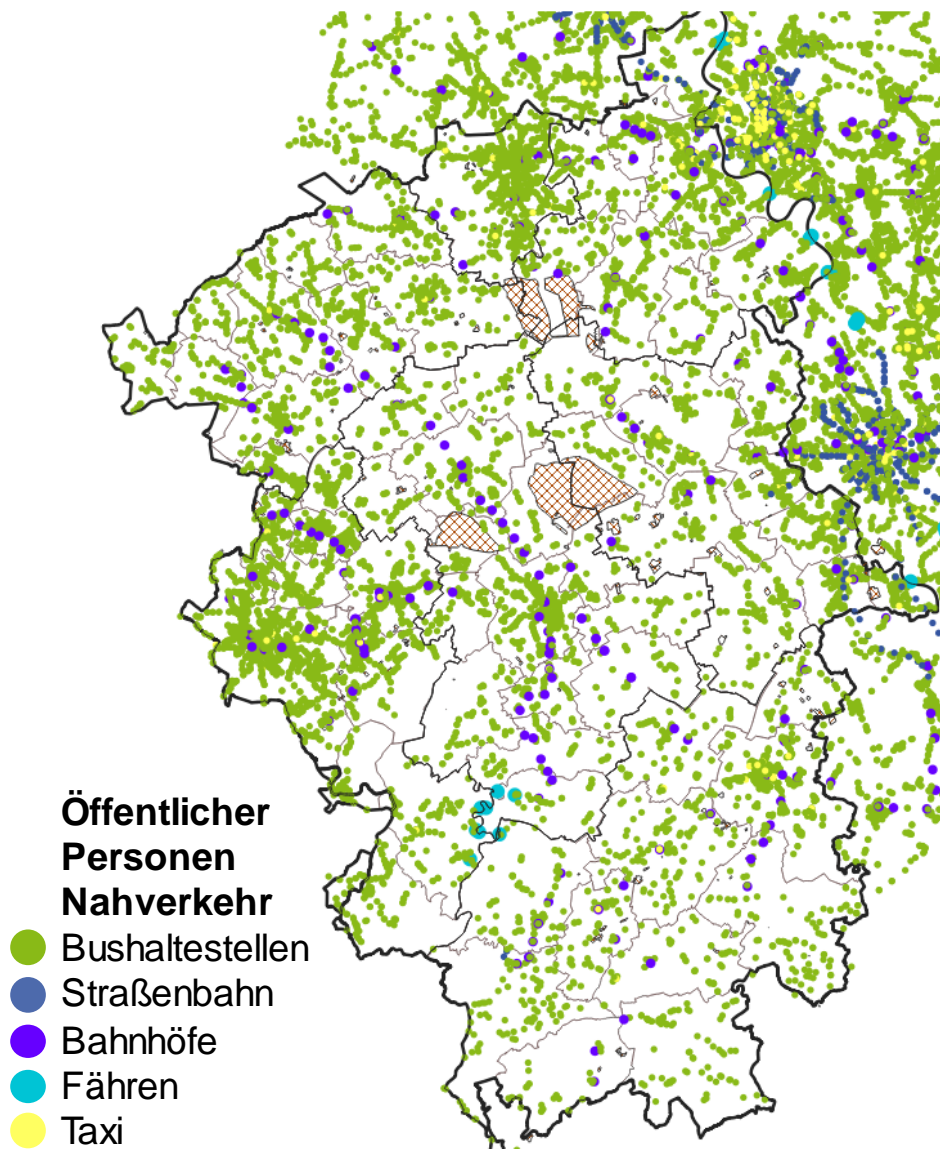 Öffentlicher
Personen
Nahverkehr
Bushaltestellen
Straßenbahn
Bahnhöfe
Fähren
Taxi